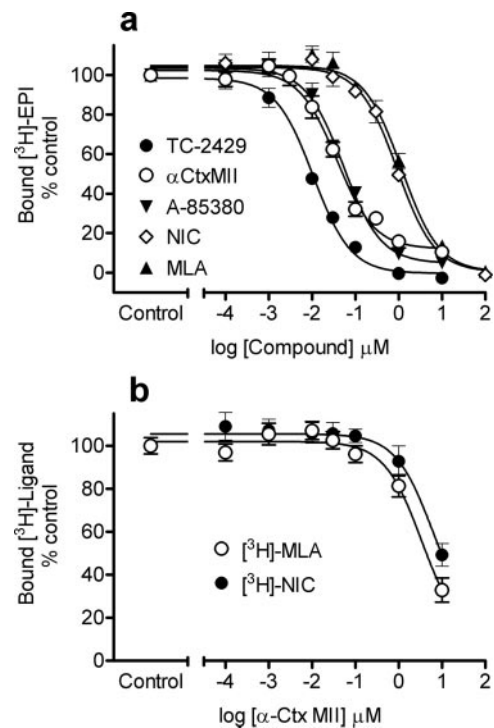 a
Bound [³H]-EPI
% control
100
80
60
40
20
0
TC-2429
αCtxMII
A-85380
NIC
MLA
Control
-4
-3
-2
-1
0
1
2
log [Compound] μM
b
Bound [³H]-Ligand
% control
100
80
60
40
20
0
[³H]-MLA
[³H]-NIC
Control
-4
-3
-2
-1
0
1
2
log [α-Ctx MII] μM